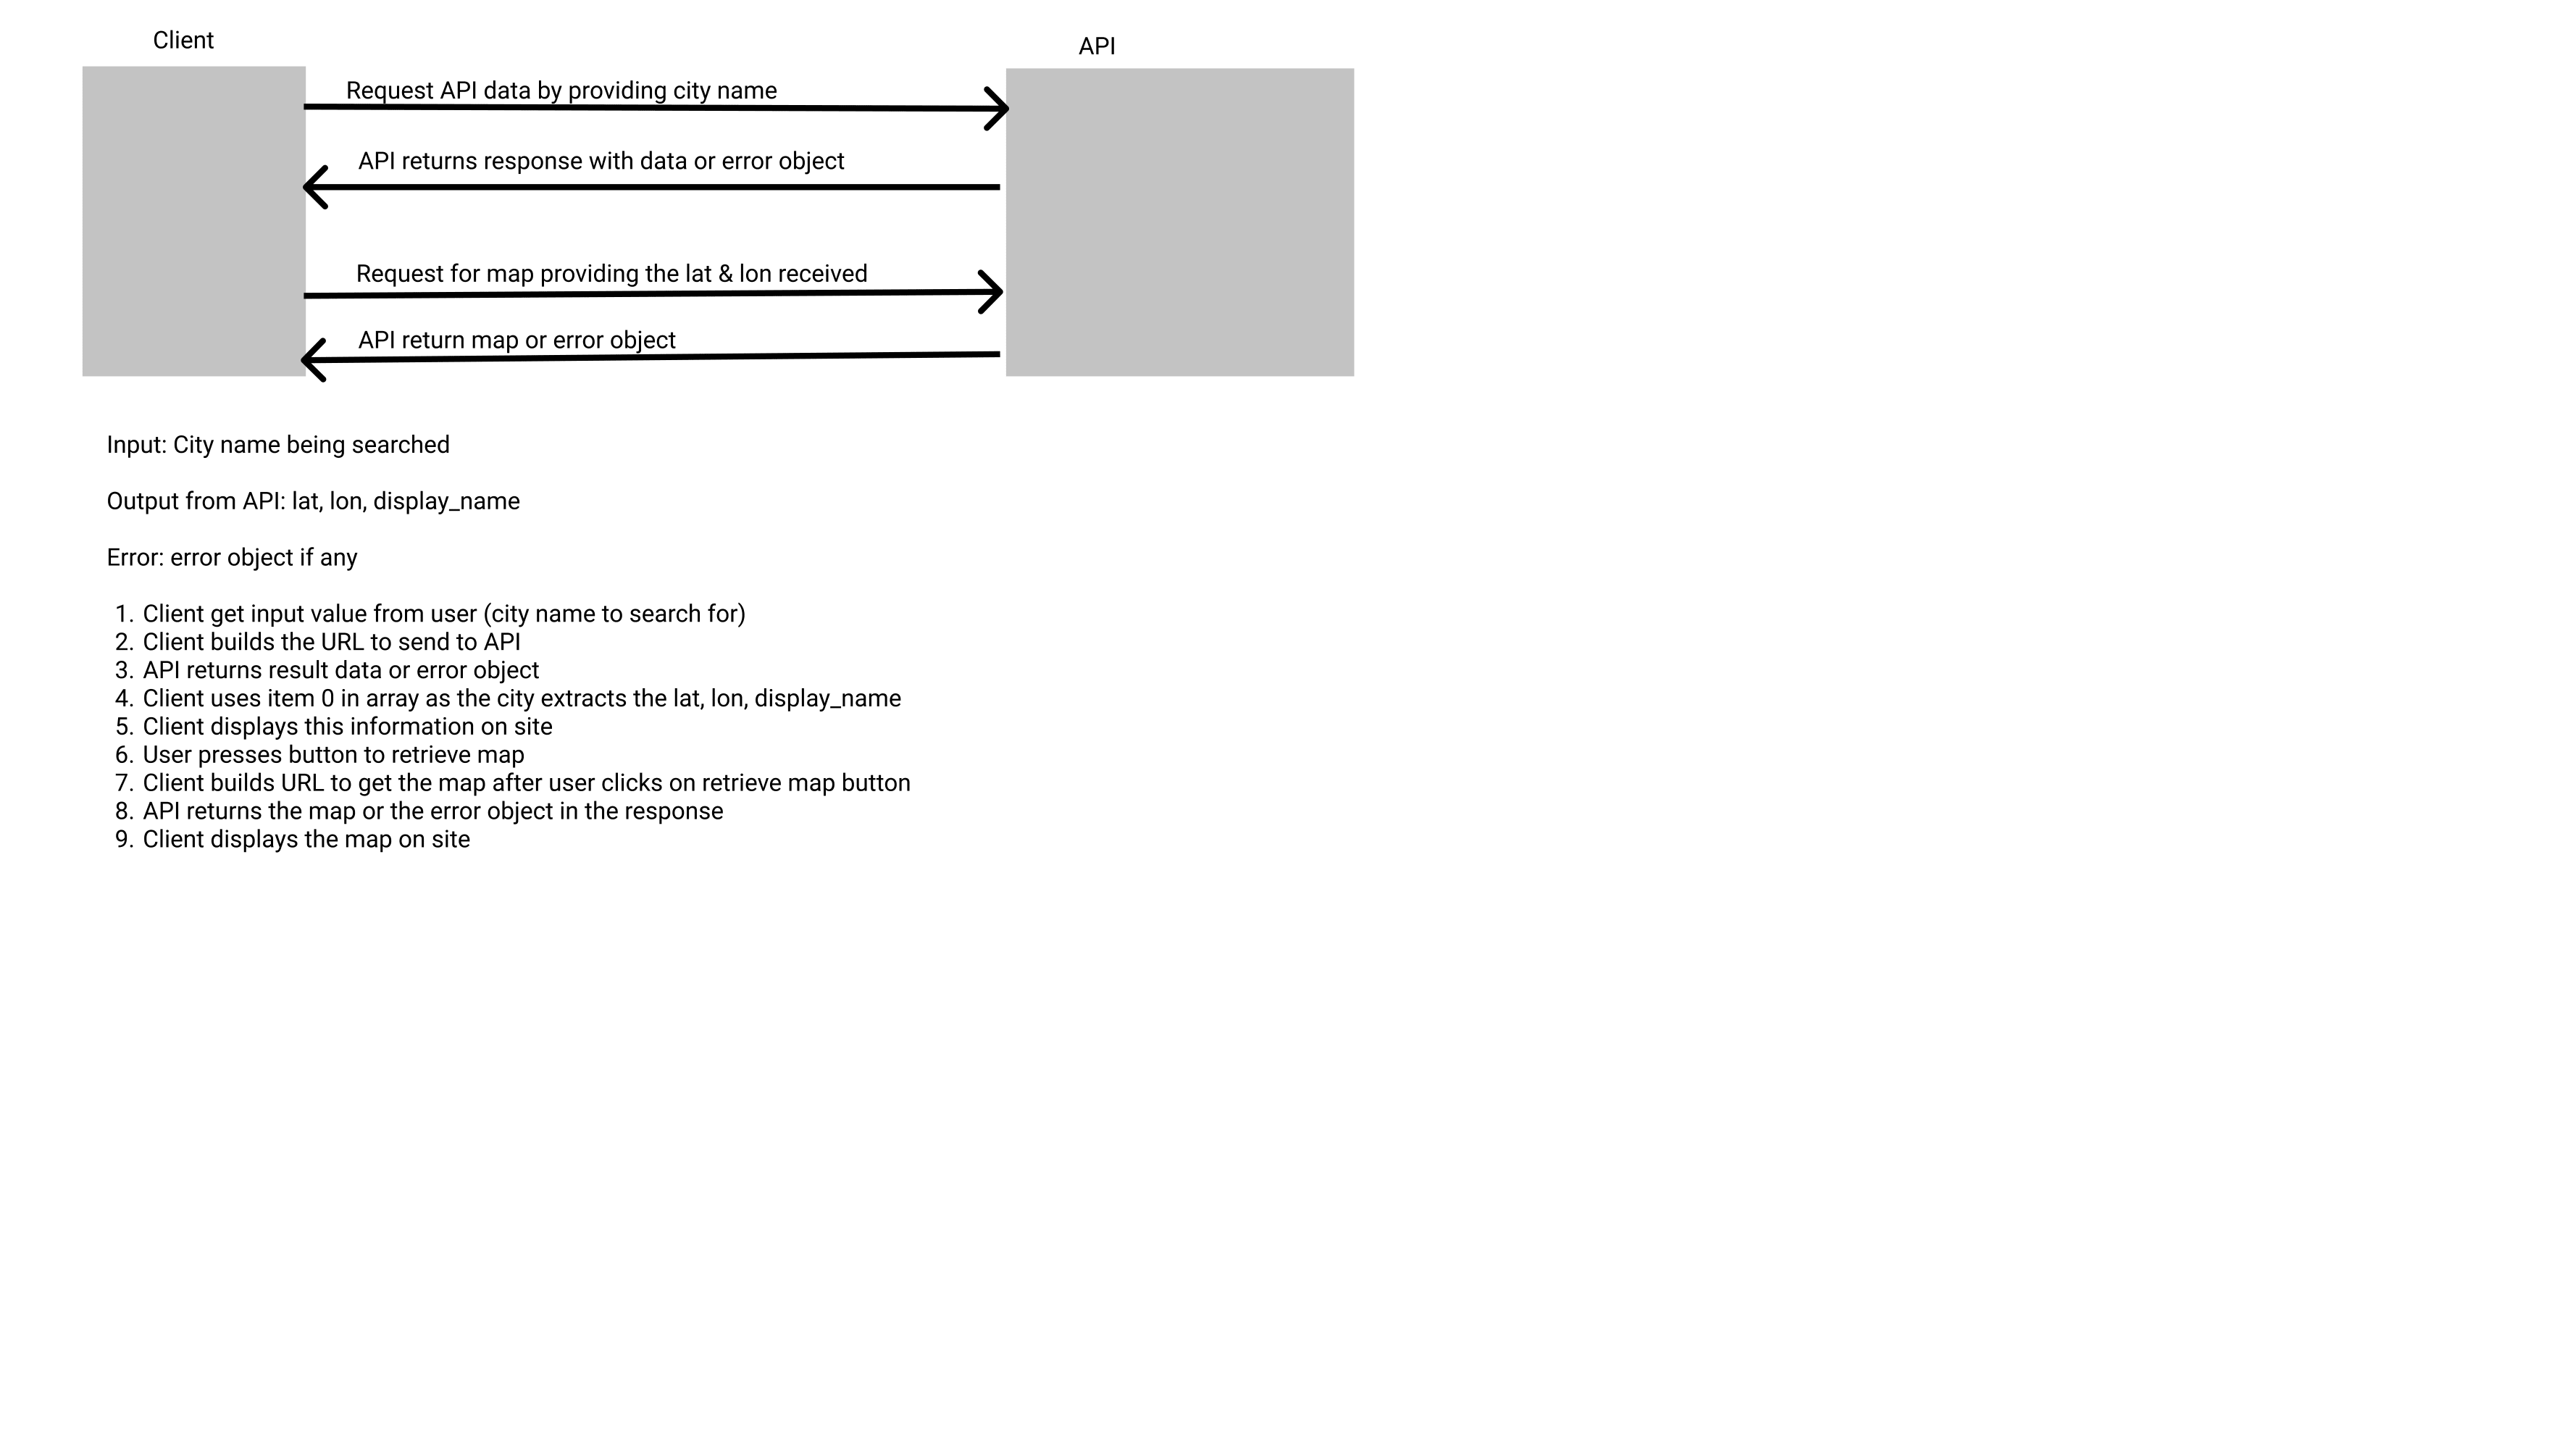 Client
API
Request API data by providing city name
API returns response with data or error object
Request for map providing the lat & lon received
API return map or error object
Input: City name being searched
Output from API: lat, lon, display_name
Error: error object if any
1. Client get input value from user (city name to search for)
2. Client builds the URL to send to API
3. API returns result data or error object
4. Client uses item 0 in array as the city extracts the lat, lon, display_name
5. Client displays this information on site
6. User presses button to retrieve map
7. Client builds URL to get the map after user clicks on retrieve map button
8. API returns the map or the error object in the response
9. Client displays the map on site